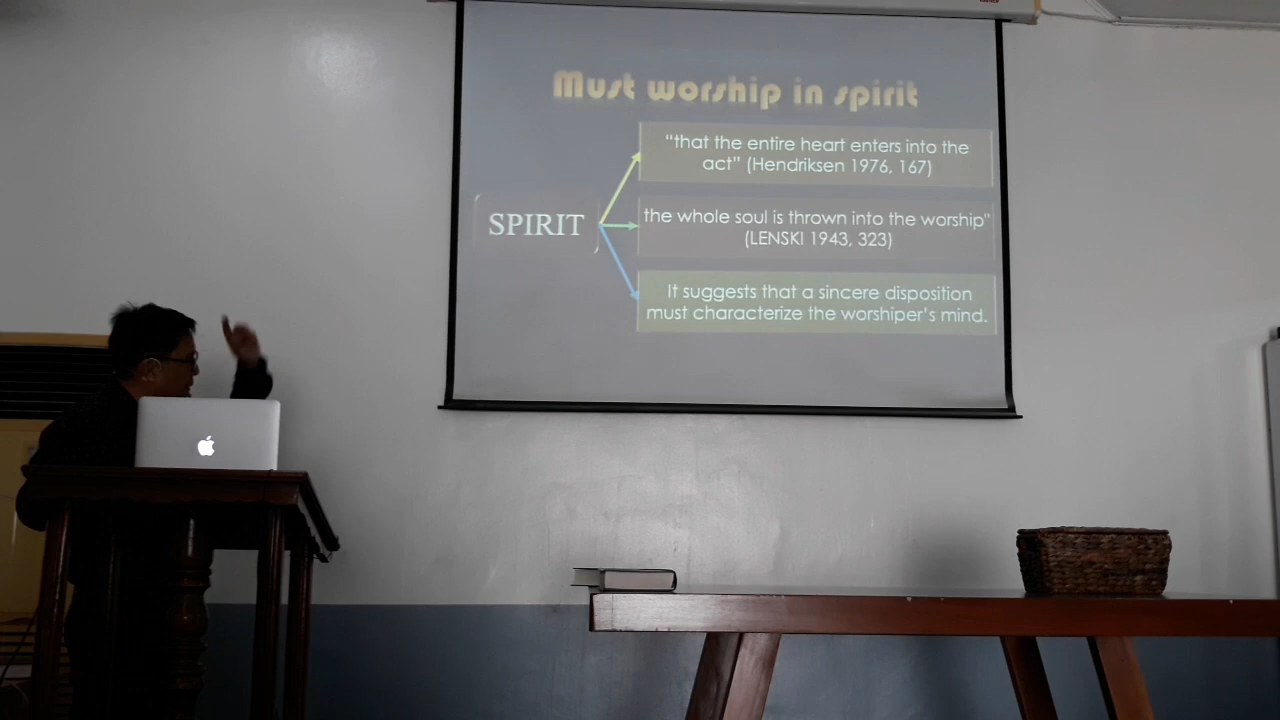 Must worship in spirit
"that the entire heart enters into the
act" (Hendriksen 1976, 167)
SPIRIT
the whole soul is thrown into the worship"
(LENSKI 1943, 323)
It suggests that a sincere disposition
must characterize the worshiper's mind.